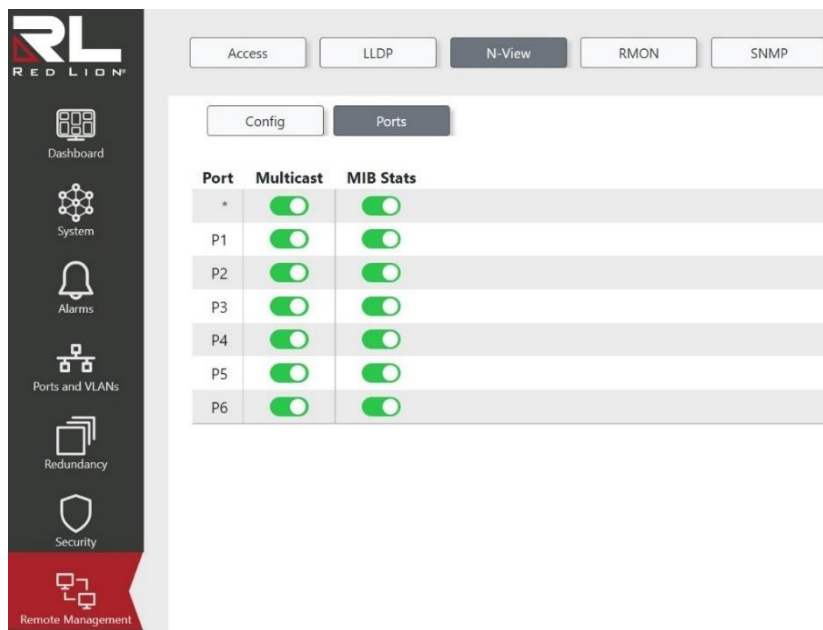 RL
RED LION®
Access LLDP N-View RMON SNMP
Config Ports
Dashboard
System
Alarms
Ports and VLANs
Redundancy
Security
Remote Management
Port Multicast MIB Stats
*
P1
P2
P3
P4
P5
P6